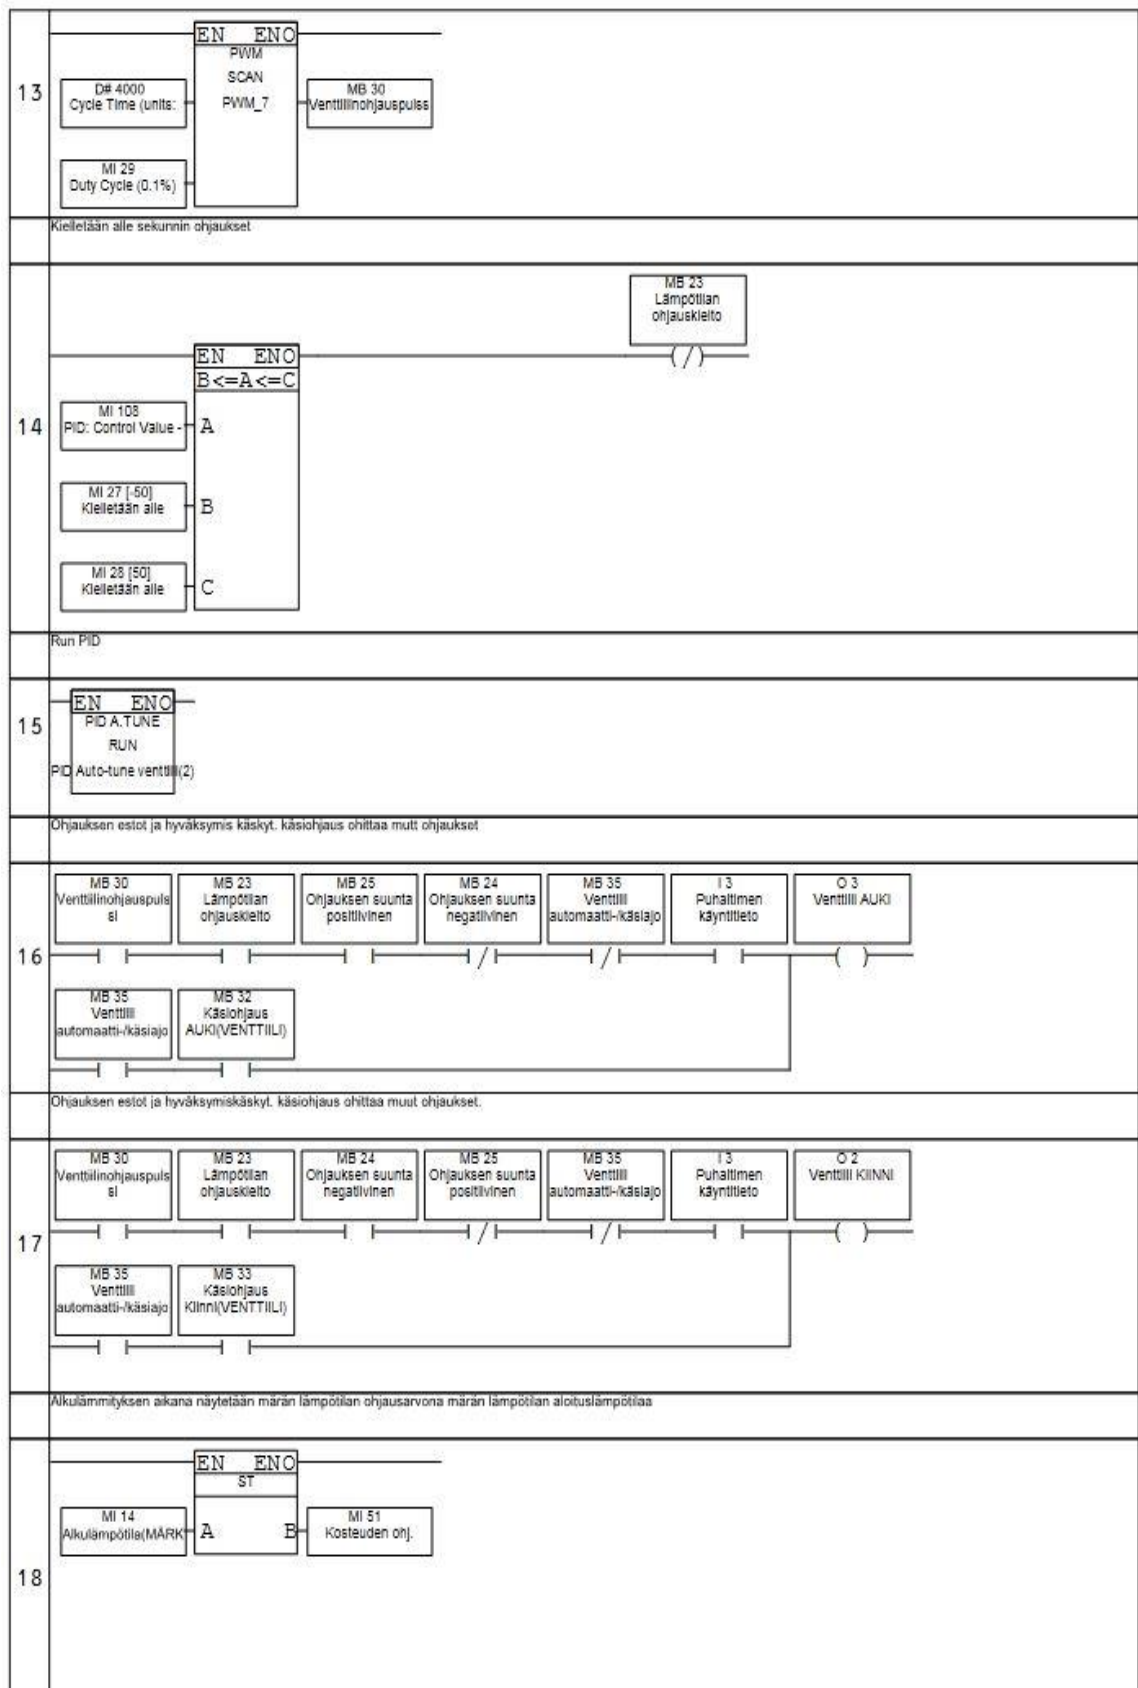 13
EN ENO
PWM
SCAN
PWM_7
D# 4000
Cycle Time (units:
MB 30
Venttiilinohjauspulss
MI 29
Duty Cycle (0.1%)
Kielletään alle sekunnin ohjaukset
14
MB 23
Lämpötilan
ohjauskielto
(/)
EN ENO
B<=A<=C
MI 108
PID: Control Value -
A
MI 27 [-50]
Kielletään alle
B
MI 28 [50]
Kielletään alle
C
Run PID
15
EN ENO
PID A.TUNE
RUN
PID Auto-tune venttiili(2)
Ohjauksen estot ja hyväksymis käskyt. käsiohjaus ohittaa mutt ohjaukset
16
MB 30
Venttiilinohjauspuls
si
MB 23
Lämpötilan
ohjauskielto
MB 25
Ohjauksen suunta
positiivinen
MB 24
Ohjauksen suunta
negatiivinen
MB 35
Venttiili
automaatti-/käsiajo
I 3
Puhaltimen
käyntitieto
O 3
Venttiili AUKI
MB 35
Venttiili
automaatti-/käsiajo
MB 32
Käsiohjaus
AUKI(VENTTIILI)
Ohjauksen estot ja hyväksymiskäskyt. käsiohjaus ohittaa muut ohjaukset.
17
MB 30
Venttiilinohjauspuls
si
MB 23
Lämpötilan
ohjauskielto
MB 24
Ohjauksen suunta
negatiivinen
MB 25
Ohjauksen suunta
positiivinen
MB 35
Venttiili
automaatti-/käsiajo
I 3
Puhaltimen
käyntitieto
O 2
Venttiili KIINNI
MB 35
Venttiili
automaatti-/käsiajo
MB 33
Käsiohjaus
Kiinni(VENTTIILI)
Alkulämmityksen aikana näytetään märän lämpötilan ohjausarvona märän lämpötilan aloituslämpötilaa
18
EN ENO
ST
MI 14
Alkulämpötila(MÄRK
A B
MI 51
Kosteuden ohj.